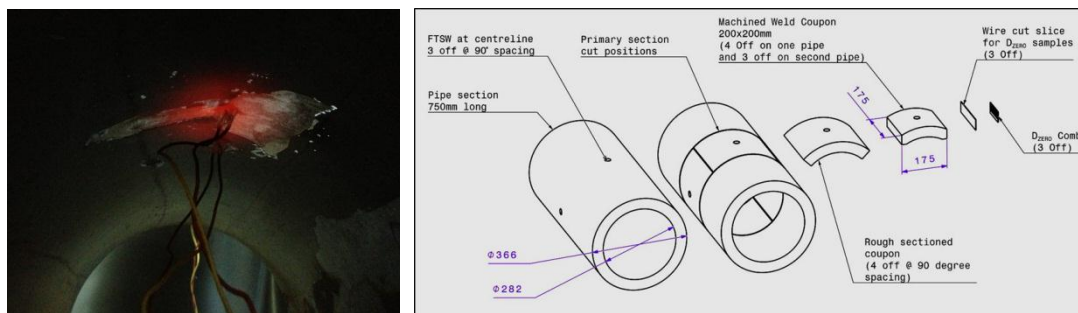 FTSW at centreline
3 off @ 90° spacing
Pipe section
750mm long
Primary section
cut positions
Machined Weld Coupon
200x200mm
(4 Off on one pipe
and 3 off on second pipe)
Wire cut slice
for DZERO samples
(3 Off)
175
175
DZERO Comb
(3 Off)
Rough sectioned
coupon
(4 off @ 90 degree
spacing)
Φ366
Φ282